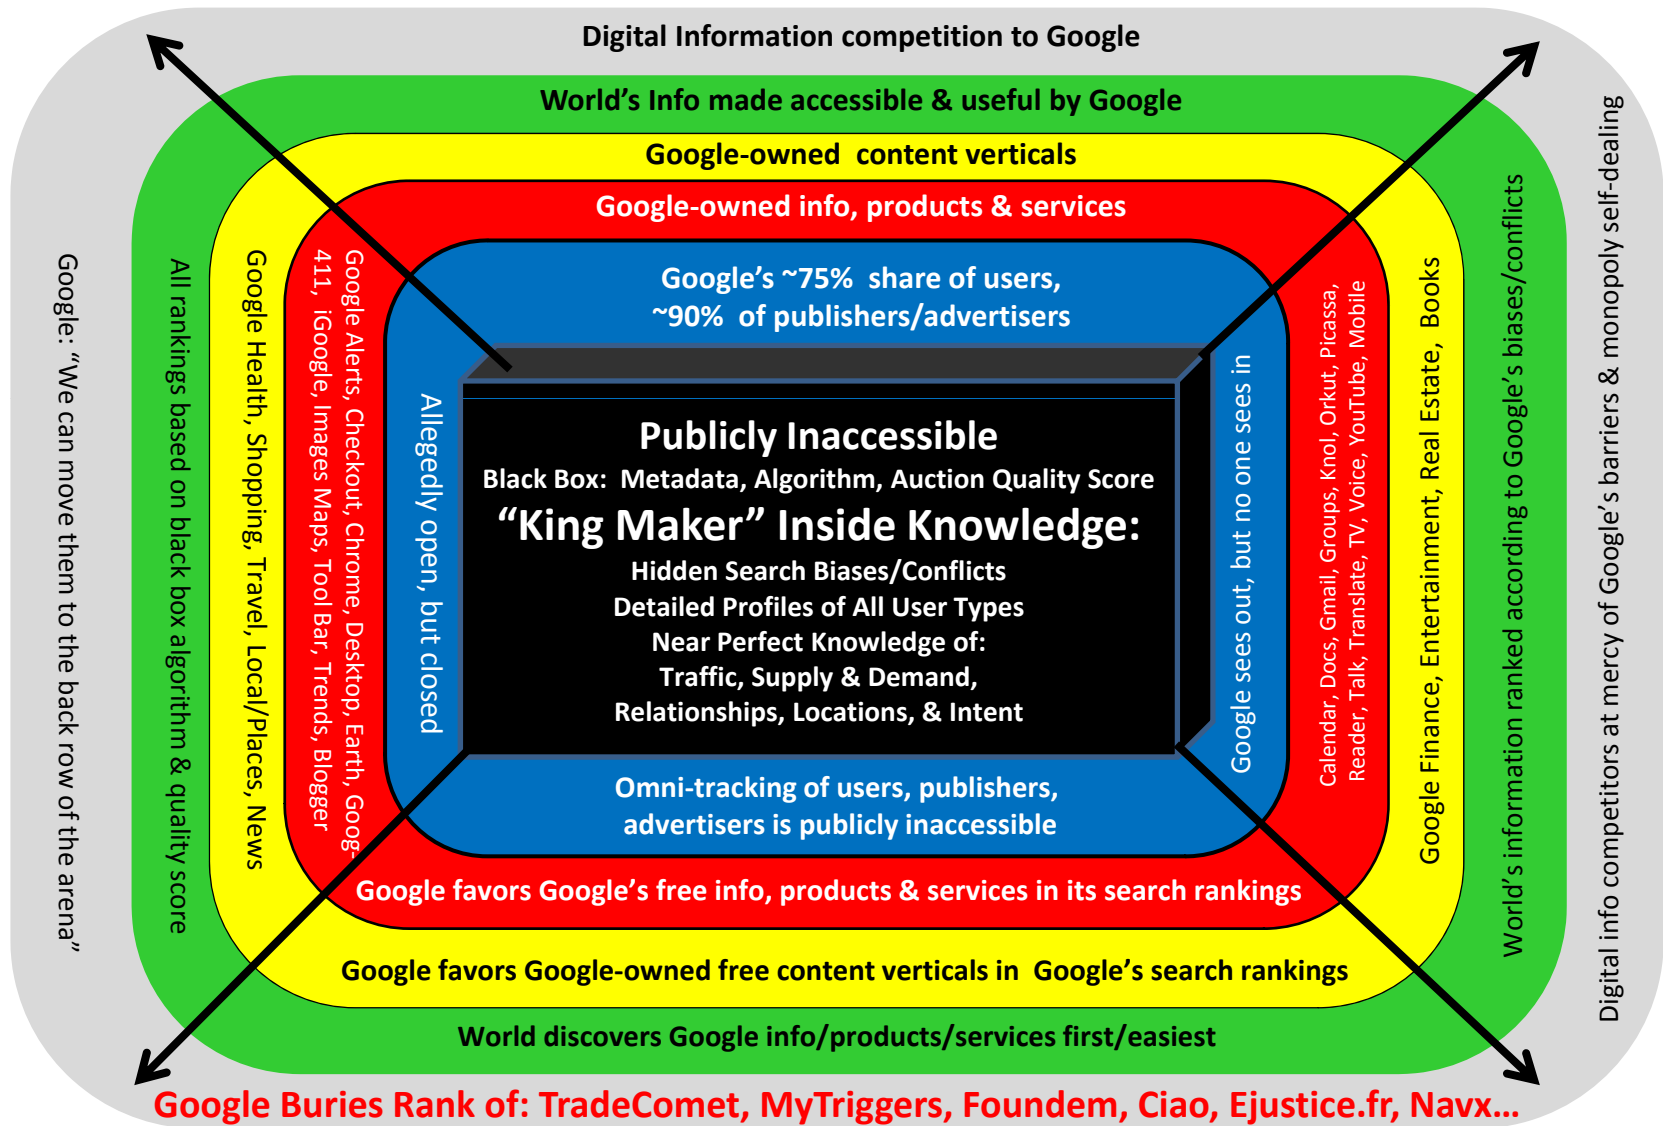 Digital Information competition to Google
World's Info made accessible & useful by Google
Google-owned content verticals
Google-owned info, products & services
Google's ~75% share of users,
~90% of publishers/advertisers
Google: "We can move them to the back row of the arena"
All rankings based on black box algorithm & quality score
Google Health, Shopping, Travel, Local/Places, News
Google Alerts, Checkout, Chrome, Desktop, Earth, Goog-
411, iGoogle, Images Maps, Tool Bar, Trends, Blogger
Allegedly open, but closed
Publicly Inaccessible
Black Box: Metadata, Algorithm, Auction Quality Score
"King Maker" Inside Knowledge:
Hidden Search Biases/Conflicts
Detailed Profiles of All User Types
Near Perfect Knowledge of:
Traffic, Supply & Demand,
Relationships, Locations, & Intent
Google sees out, but no one sees in
Calendar, Docs, Gmail, Groups, Knol, Orkut, Picassa,
Reader, Talk, Translate, TV, Voice, YouTube, Mobile
Google Finance, Entertainment, Real Estate, Books
World's information ranked according to Google's biases/conflicts
Digital info competitors at mercy of Google's barriers & monopoly self-dealing
Omni-tracking of users, publishers,
advertisers is publicly inaccessible
Google favors Google's free info, products & services in its search rankings
Google favors Google-owned free content verticals in Google's search rankings
World discovers Google info/products/services first/easiest
Google Buries Rank of: TradeComet, MyTriggers, Foundem, Ciao, Ejustice.fr, Navx...